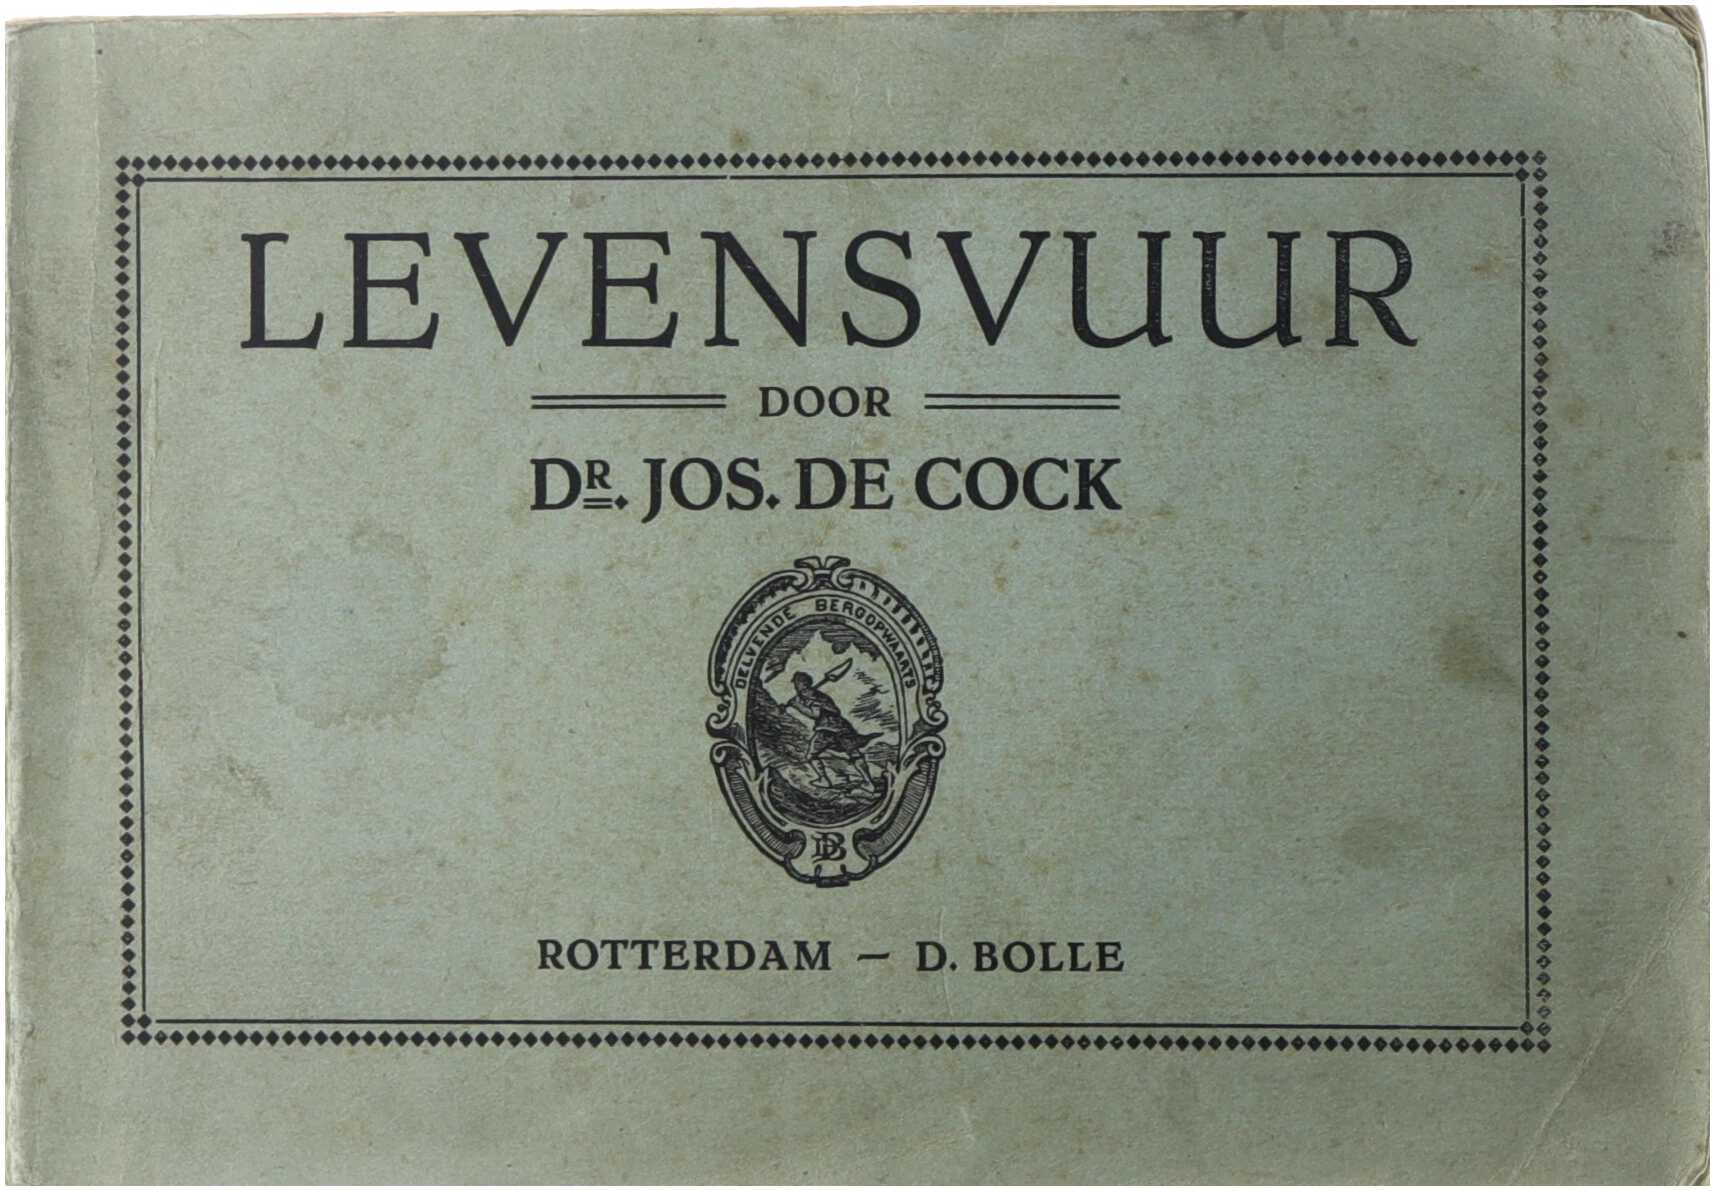 LEVENSVUUR
DOOR
DR. JOS. DE COCK
DELVENDE BERGOPWAARTS
DB
ROTTERDAM — D. BOLLE